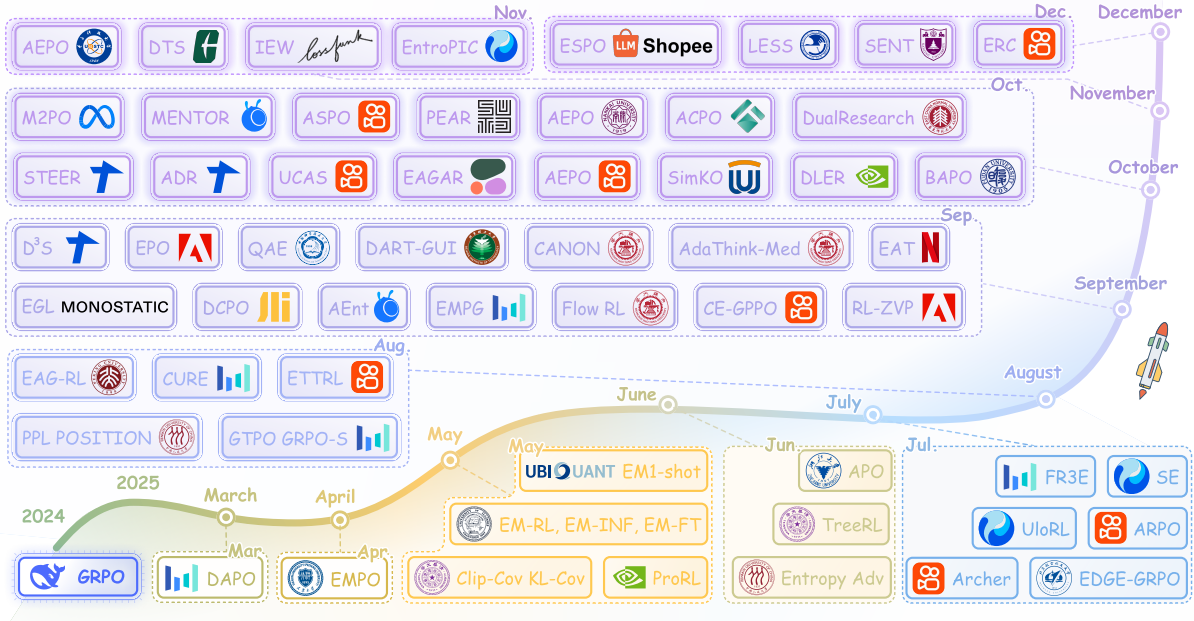 Nov
AEPO
DTS
IEW lossfunk
EntroPIC
Dec
ESPO LLM Shopee
LESS
SENT
ERC
December
November
October
September
August
July
June
May
April
March
2025
2024
Oct
M2PO
MENTOR
ASPO
PEAR
AEPO
ACPO
DualResearch
STEER
ADR
UCAS
EAGAR
AEPO
SimKO
DLER
BAPO
Sep
D³S
EPO
QAE
DART-GUI
CANON
AdaThink-Med
EAT
EGL MONOSTATIC
DCPO
AEnt
EMPG
Flow RL
CE-GPPO
RL-ZVP
Aug
EAG-RL
CURE
ETTRL
PPL POSITION
GTPO GRPO-S
GRPO
Mar
DAPO
Apr
EMPO
May
UBIQUANT EM1-shot
EM-RL, EM-INF, EM-FT
Clip-Cov KL-Cov
ProRL
Jun
APO
TreeRL
Entropy Adv
Jul
FR3E
SE
UloRL
ARPO
Archer
EDGE-GRPO